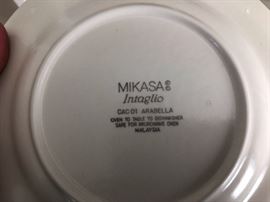 MIKASA®
Intaglio
CAC01 ARABELLA
OVEN TO TABLE TO DISHWASHER
SAFE FOR MICROWAVE OVEN
MALAYSIA